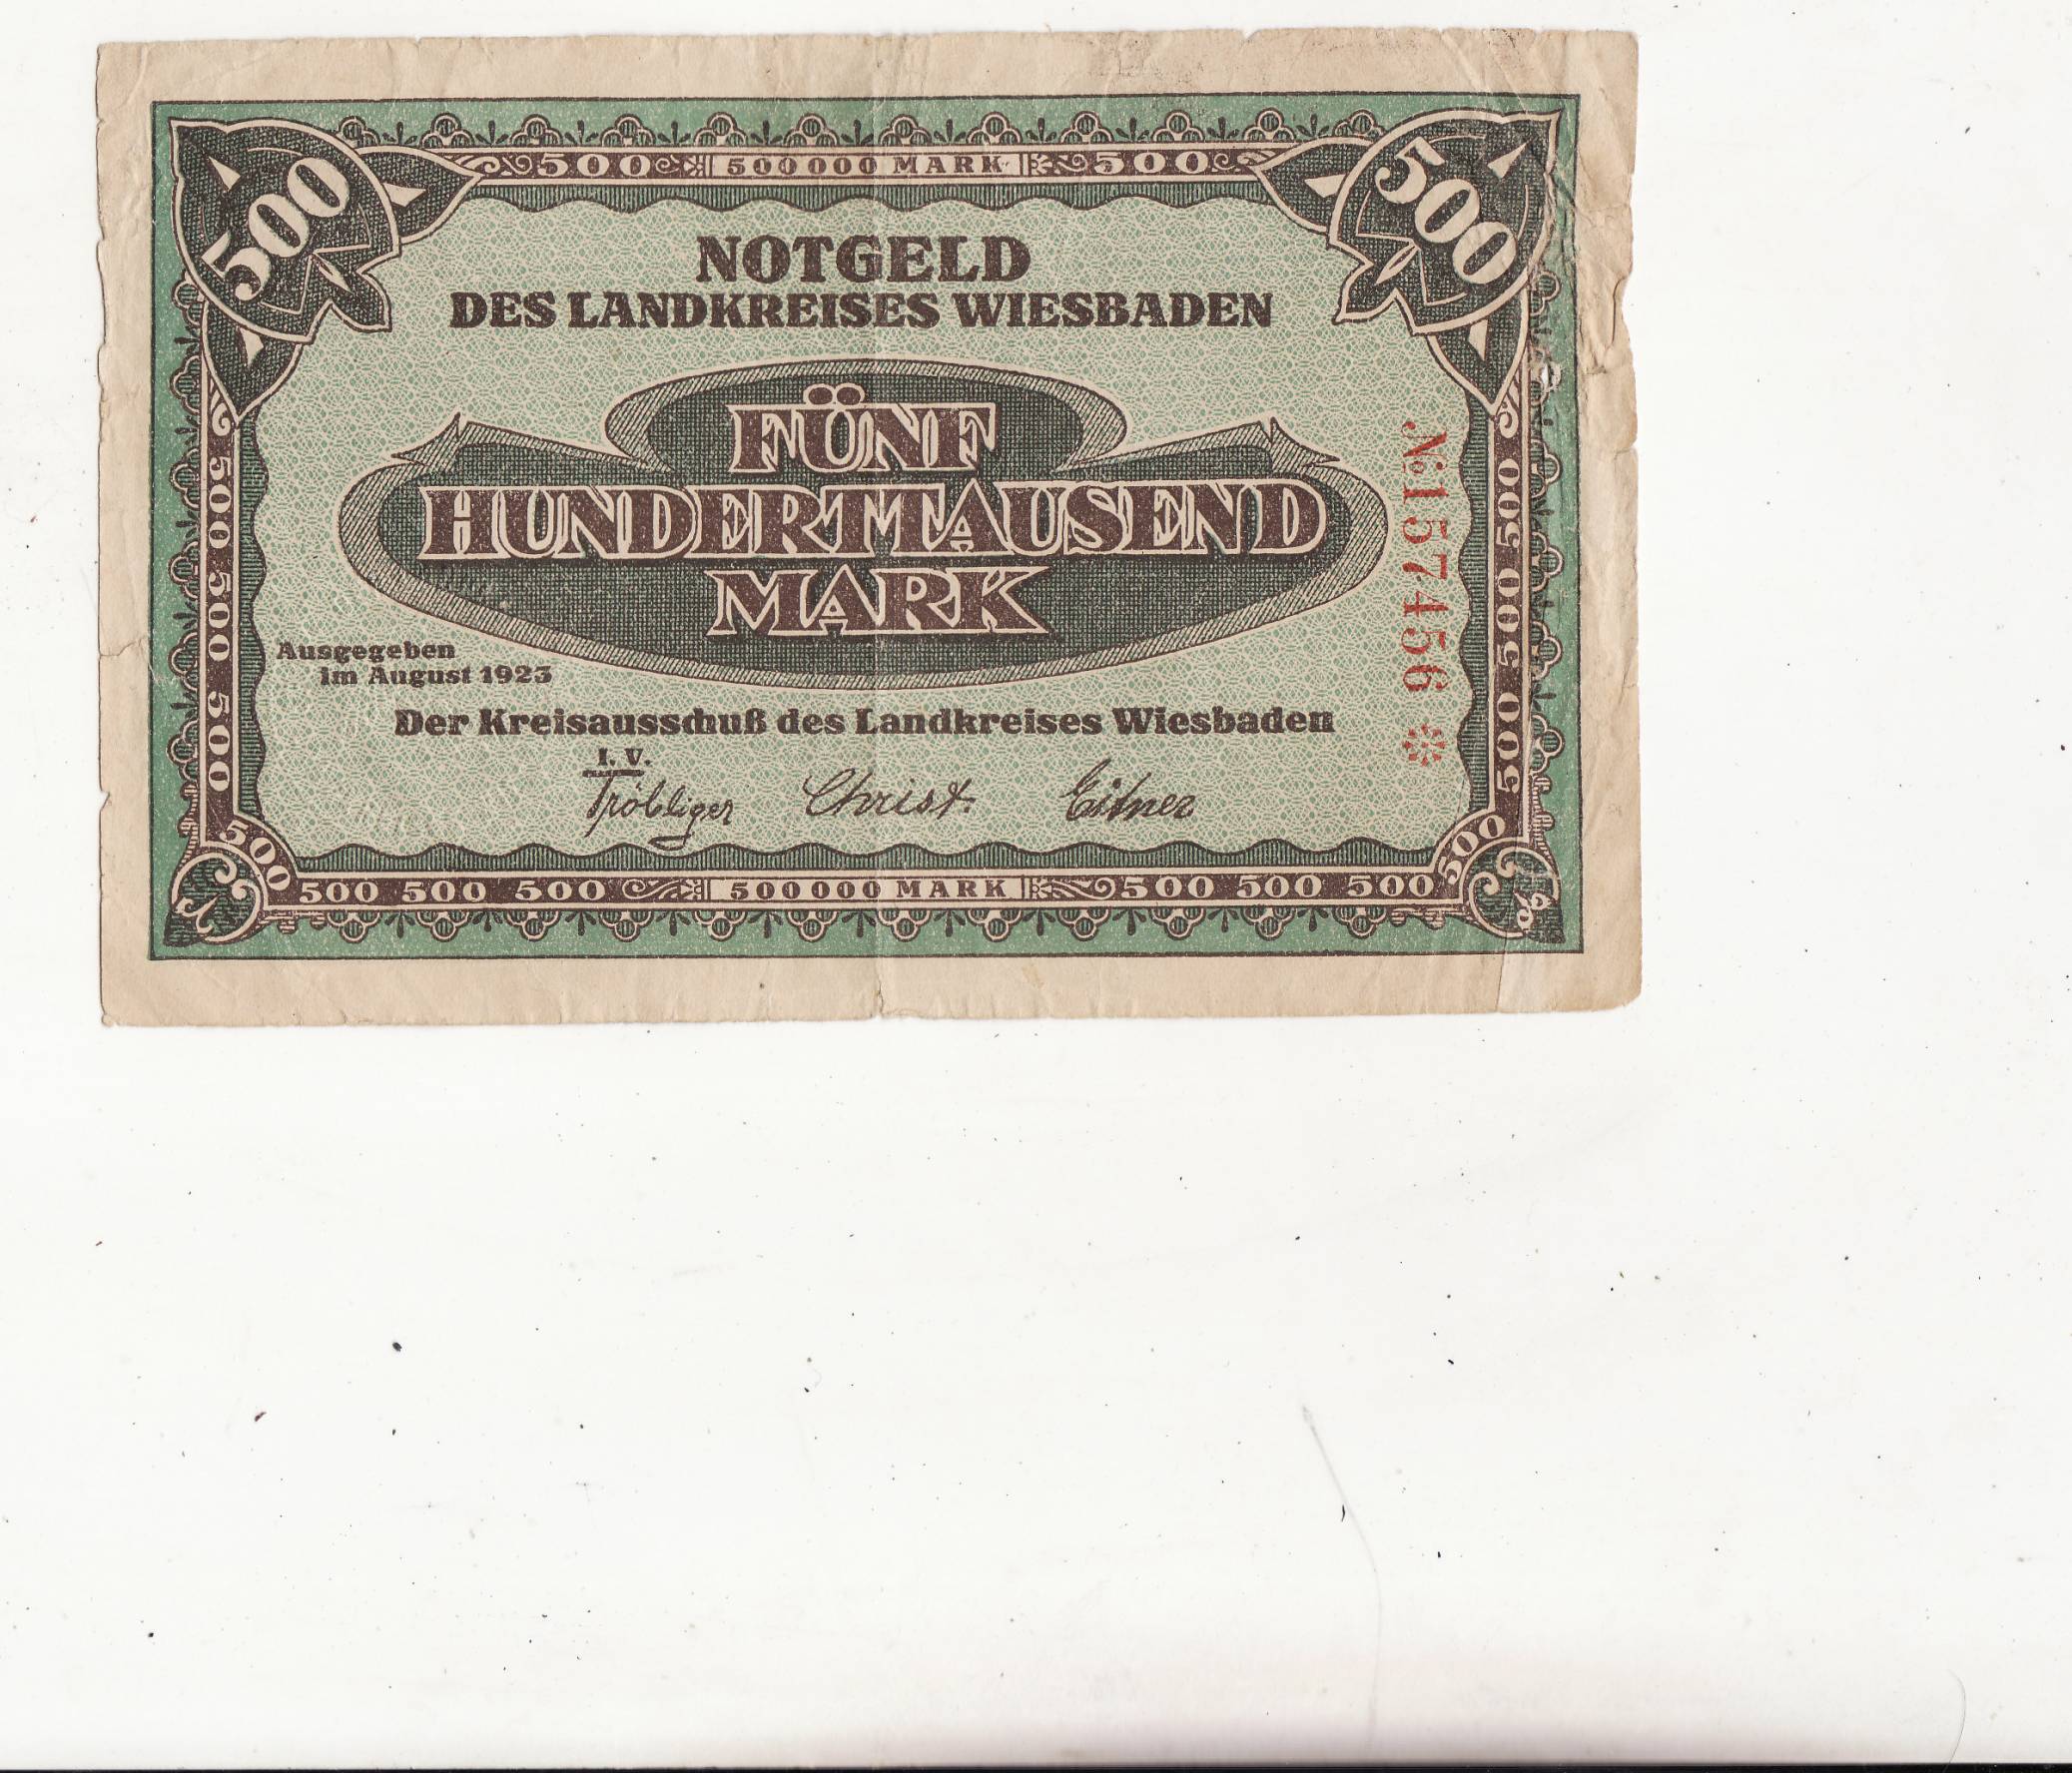 500
500 500000 MARK 500
500
NOTGELD
DES LANDKREISES WIESBADEN
FÜNF
HUNDERTTAUSEND
MARK
№1574456 *
Ausgegeben
im August 1923
Der Kreisausschuß des Landkreises Wiesbaden
I. V.
Christ. Eitner
500 500 500
500 500 500
500
500 500 500 500000 MARK 500 500 500
500